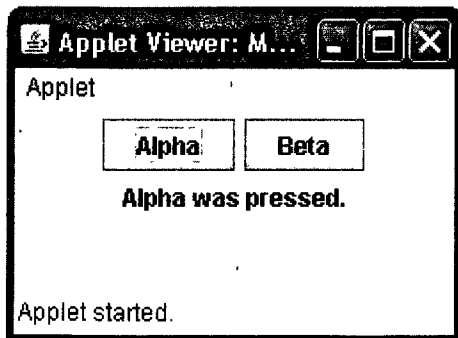 Applet Viewer: M...
Applet
Alpha Beta
Alpha was pressed.
Applet started.